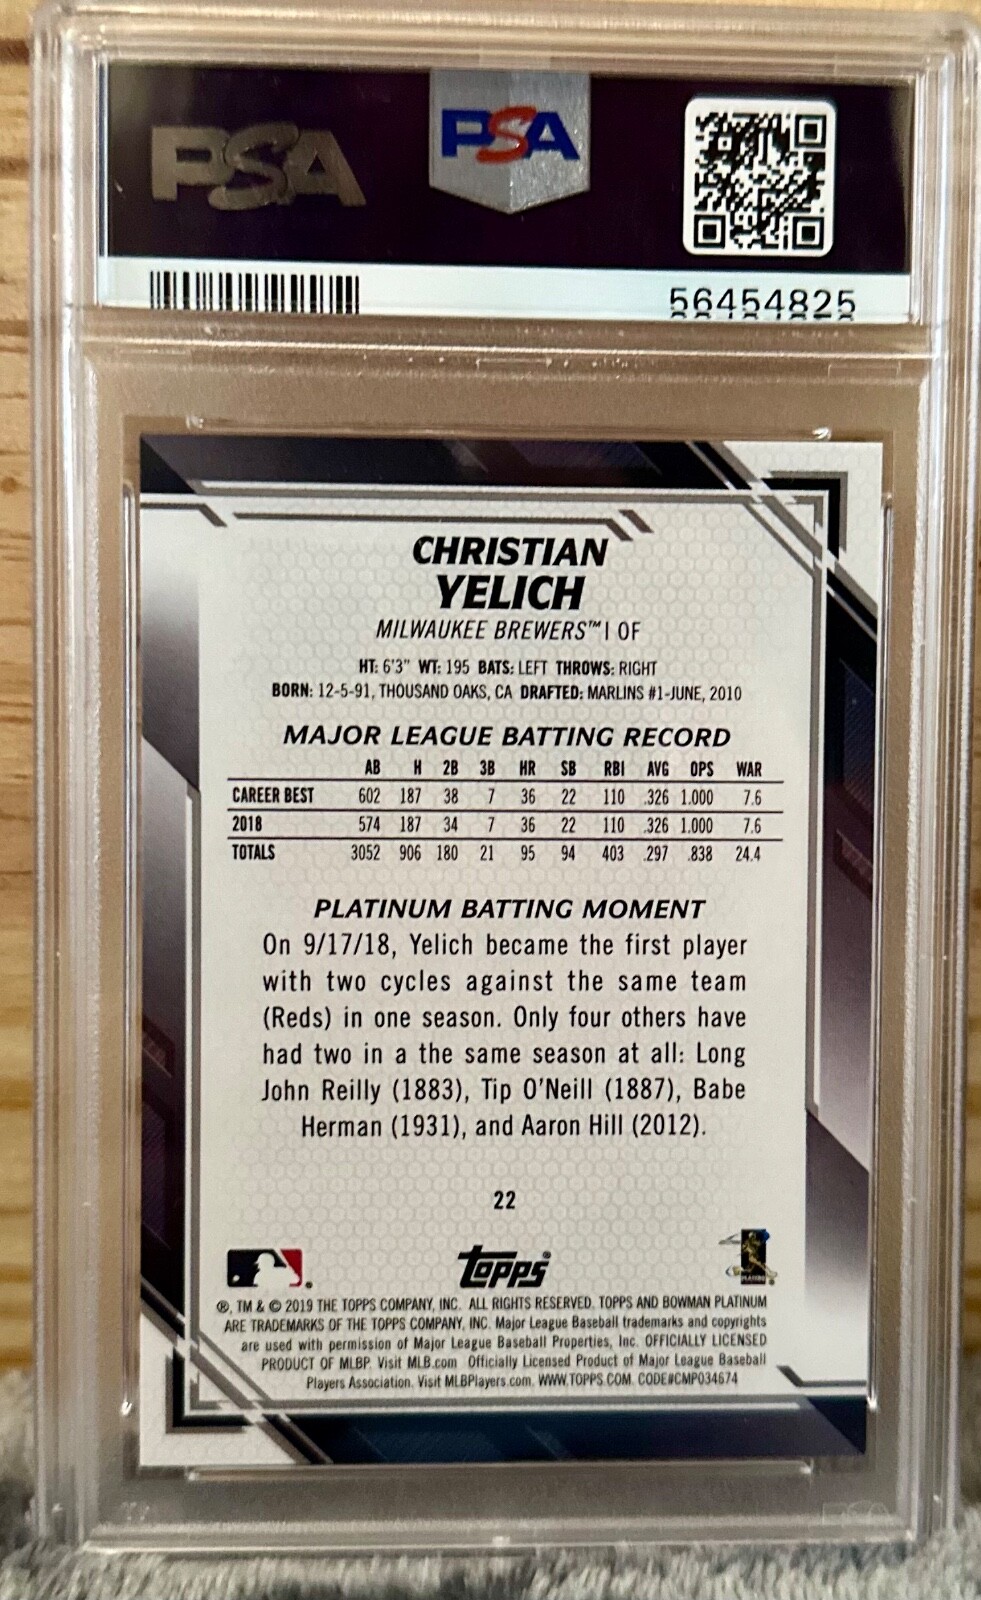 PSA PSA
56454825
CHRISTIAN
YELICH
MILWAUKEE BREWERS™ | OF
HT: 6'3" WT: 195 BATS: LEFT THROWS: RIGHT
BORN: 12-5-91, THOUSAND OAKS, CA DRAFTED: MARLINS #1-JUNE, 2010
MAJOR LEAGUE BATTING RECORD
AB H 2B 3B HR SB RBI AVG OPS WAR
CAREER BEST 602 187 38 7 36 22 110 .326 1.000 7.6
2018 574 187 34 7 36 22 110 .326 1.000 7.6
TOTALS 3052 906 180 21 95 94 403 .297 .838 24.4
PLATINUM BATTING MOMENT
On 9/17/18, Yelich became the first player
with two cycles against the same team
(Reds) in one season. Only four others have
had two in a the same season at all: Long
John Reilly (1883), Tip O'Neill (1887), Babe
Herman (1931), and Aaron Hill (2012).
22
topps®
®, TM & © 2019 THE TOPPS COMPANY, INC. ALL RIGHTS RESERVED. TOPPS AND BOWMAN PLATINUM
ARE TRADEMARKS OF THE TOPPS COMPANY, INC. Major League Baseball trademarks and copyrights
are used with permission of Major League Baseball Properties, Inc. OFFICIALLY LICENSED
PRODUCT OF MLBP. Visit MLB.com Officially Licensed Product of Major League Baseball
Players Association. Visit MLBPlayers.com. WWW.TOPPS.COM. CODE#CMP034674